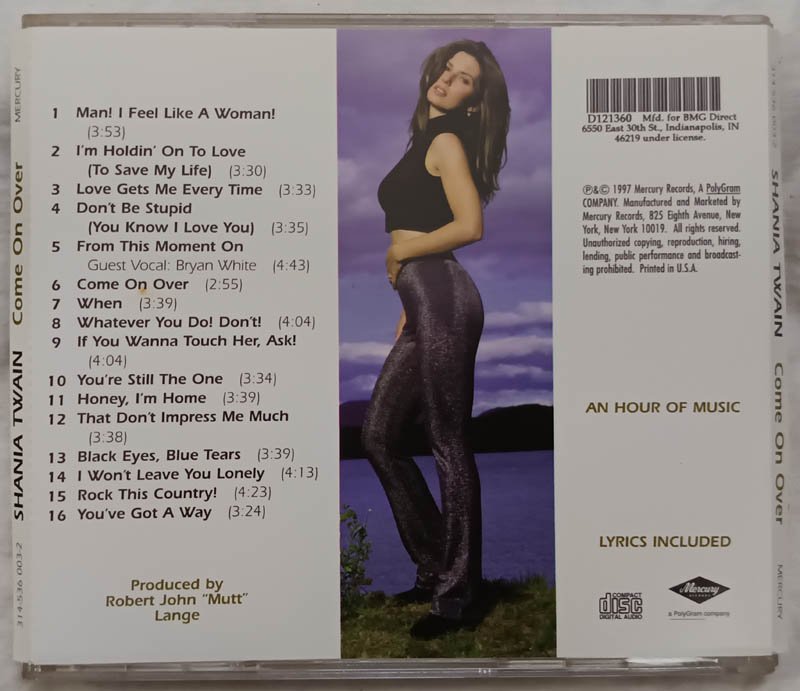 MERCURY
SHANIA TWAIN Come On Over
314-536 003-2
1 Man! I Feel Like A Woman!
(3:53)
2 I'm Holdin' On To Love
(To Save My Life) (3:30)
3 Love Gets Me Every Time (3:33)
4 Don't Be Stupid
(You Know I Love You) (3:35)
5 From This Moment On
Guest Vocal: Bryan White (4:43)
6 Come On Over (2:55)
7 When (3:39)
8 Whatever You Do! Don't! (4:04)
9 If You Wanna Touch Her, Ask!
(4:04)
10 You're Still The One (3:34)
11 Honey, I'm Home (3:39)
12 That Don't Impress Me Much
(3:38)
13 Black Eyes, Blue Tears (3:39)
14 I Won't Leave You Lonely (4:13)
15 Rock This Country! (4:23)
16 You've Got A Way (3:24)
Produced by
Robert John "Mutt"
Lange
D121360 Mfd. for BMG Direct
6550 East 30th St., Indianapolis, IN
46219 under license.
℗&© 1997 Mercury Records, A PolyGram
COMPANY. Manufactured and Marketed by
Mercury Records, 825 Eighth Avenue, New
York, New York 10019. All rights reserved.
Unauthorized copying, reproduction, hiring,
lending, public performance and broadcast-
ing prohibited. Printed in U.S.A.
AN HOUR OF MUSIC
LYRICS INCLUDED
COMPACT
disc
DIGITAL AUDIO
Mercury
RECORDS
a PolyGram company
314-536 003-2
SHANIA TWAIN Come On Over
MERCURY